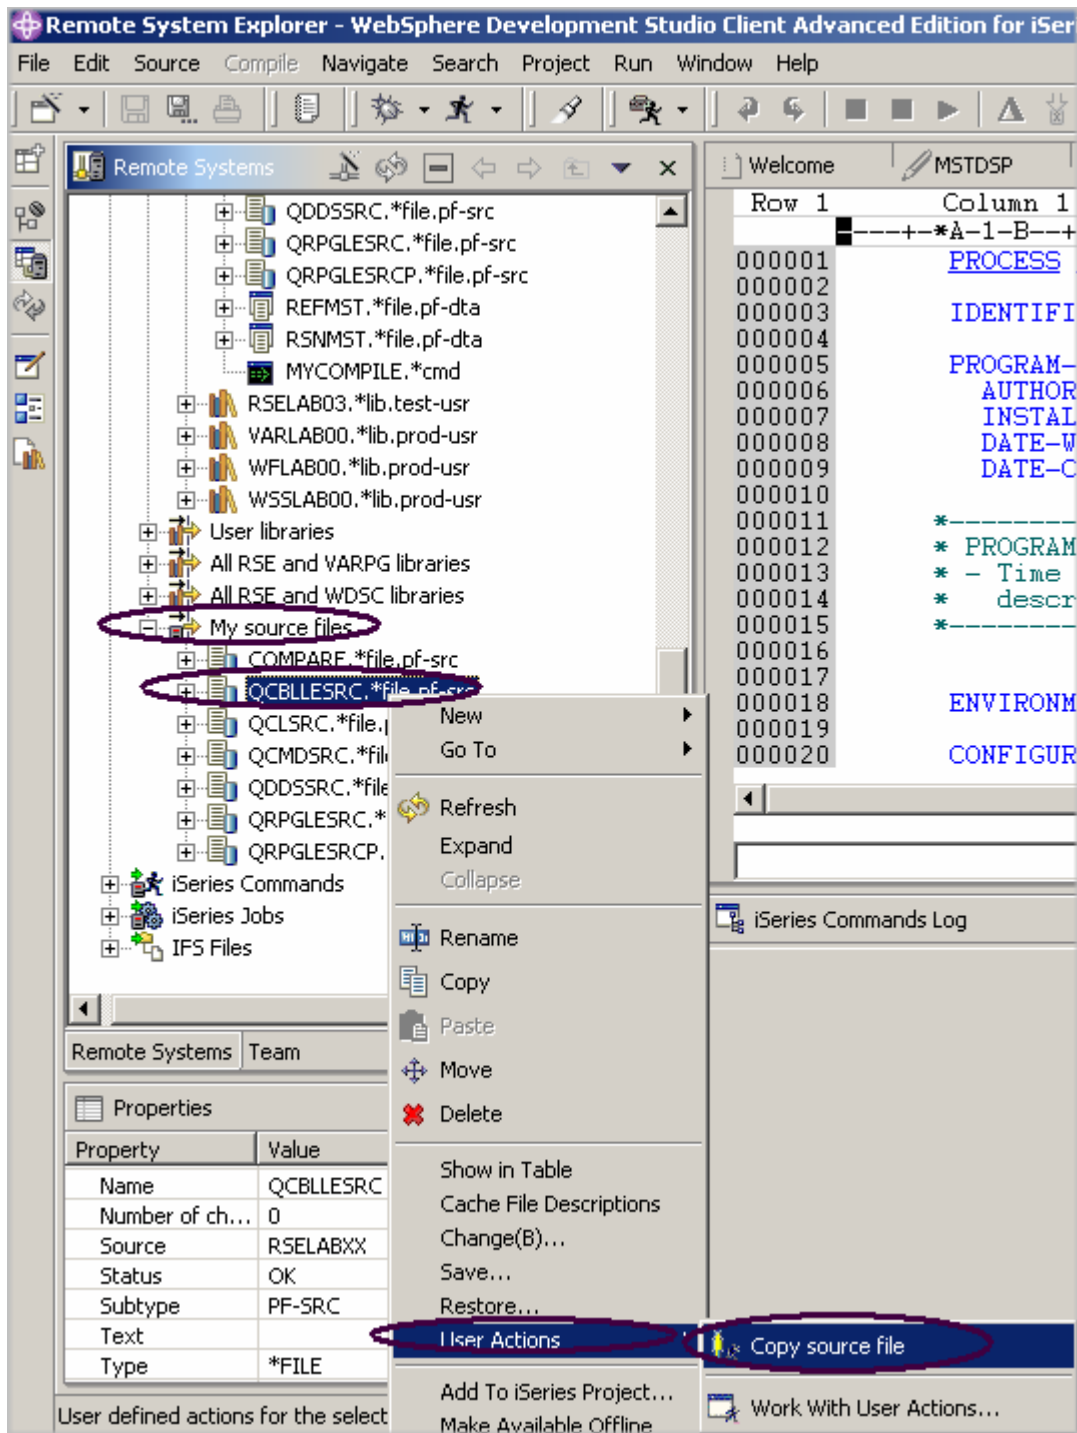 Remote System Explorer - WebSphere Development Studio Client Advanced Edition for iSer
File Edit Source Compile Navigate Search Project Run Window Help
Remote Systems
QDDSSRC.*file.pf-src
QRPGLESRC.*file.pf-src
QRPGLESRCP.*file.pf-src
REFMST.*file.pf-dta
RSNMST.*file.pf-dta
MYCOMPILE.*cmd
RSELAB03.*lib.test-usr
VARLAB00.*lib.prod-usr
WFLAB00.*lib.prod-usr
WSSLAB00.*lib.prod-usr
User libraries
All RSE and VARPG libraries
All RSE and WDSC libraries
My source files
COMPARE.*file.pf-src
QCBLLESRC.*file.pf-src
QCLSRC.*file.p
QCMDSRC.*file
QDDSSRC.*file
QRPGLESRC.*
QRPGLESRCP.
iSeries Commands
iSeries Jobs
IFS Files
Remote Systems Team
Properties
Property Value
Name QCBLLESRC
Number of ch... 0
Source RSELABXX
Status OK
Subtype PF-SRC
Text
Type *FILE
User defined actions for the select
New
Go To
Refresh
Expand
Collapse
Rename
Copy
Paste
Move
Delete
Show in Table
Cache File Descriptions
Change(B)...
Save...
Restore...
User Actions
Add To iSeries Project...
Make Available Offline
Copy source file
Work With User Actions...
Welcome MSTDSP
Row 1 Column 1
----+-*A-1-B--+
000001 PROCESS
000002
000003 IDENTIFI
000004
000005 PROGRAM-
000006 AUTHOR
000007 INSTAL
000008 DATE-W
000009 DATE-C
000010
000011 *--------
000012 * PROGRAM
000013 * - Time
000014 * descr
000015 *--------
000016
000017
000018 ENVIRONM
000019
000020 CONFIGUR
iSeries Commands Log